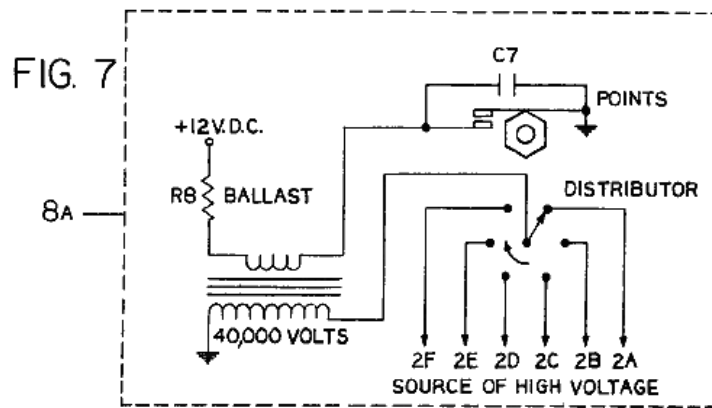 FIG. 7
C7
POINTS
+12V.D.C.
R8 BALLAST
DISTRIBUTOR
8A
40,000 VOLTS
2F 2E 2D 2C 2B 2A
SOURCE OF HIGH VOLTAGE